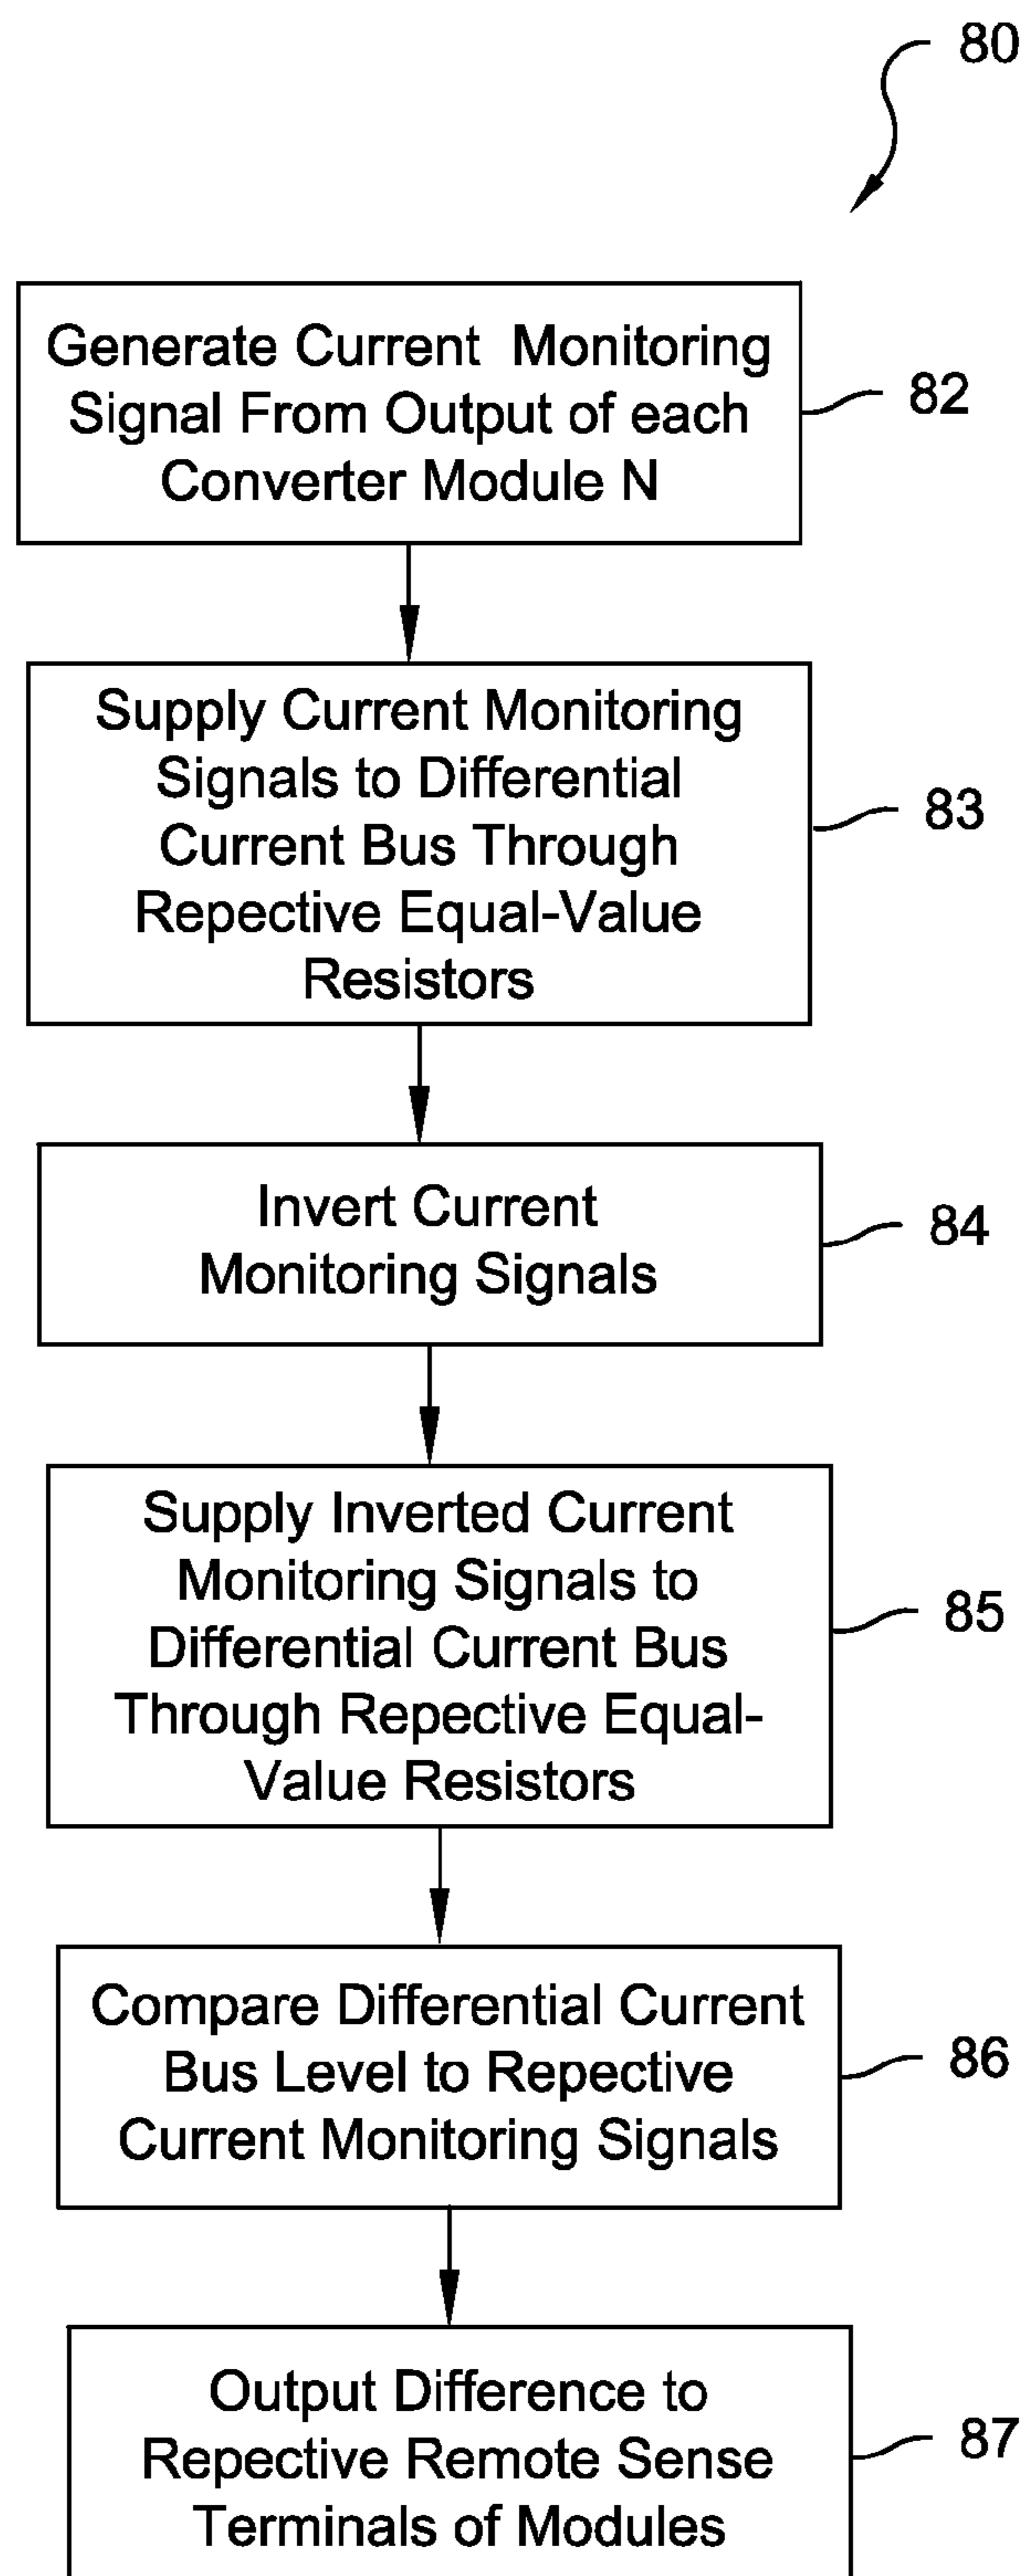 80
Generate Current Monitoring
Signal From Output of each
Converter Module N
82
Supply Current Monitoring
Signals to Differential
Current Bus Through
Repective Equal-Value
Resistors
83
Invert Current
Monitoring Signals
84
Supply Inverted Current
Monitoring Signals to
Differential Current Bus
Through Repective Equal-
Value Resistors
85
Compare Differential Current
Bus Level to Repective
Current Monitoring Signals
86
Output Difference to
Repective Remote Sense
Terminals of Modules
87